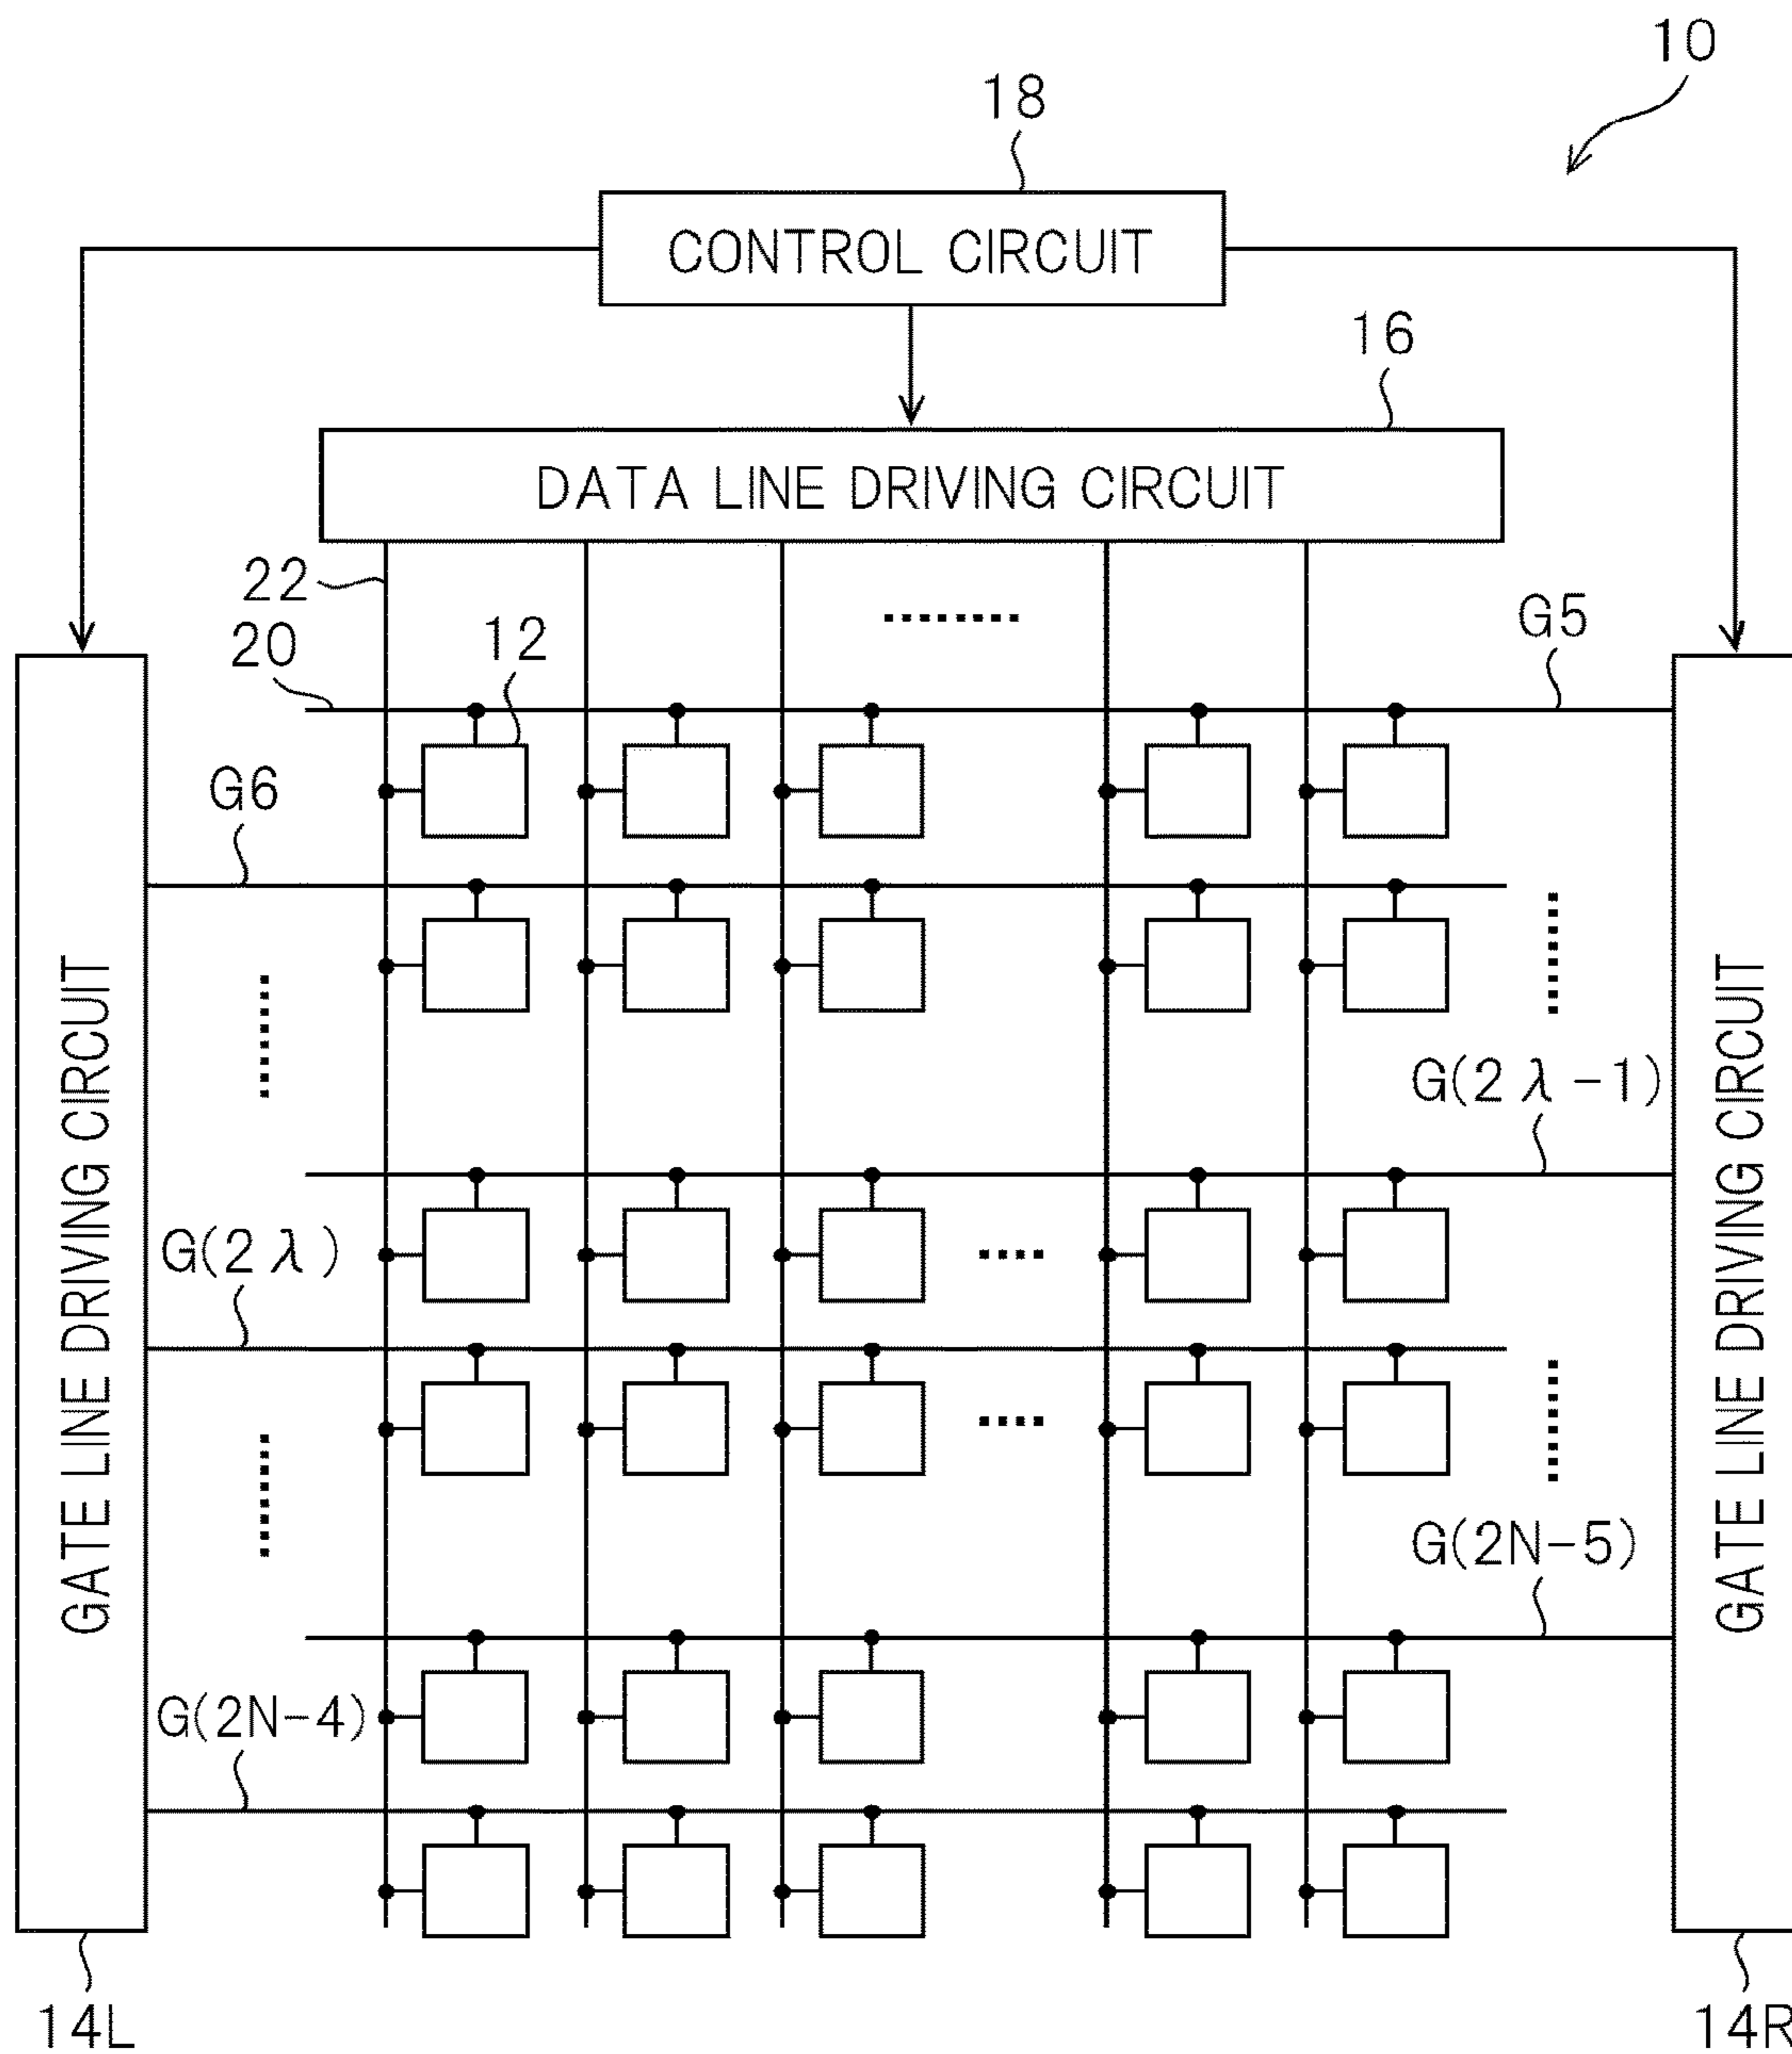 10
18
CONTROL CIRCUIT
16
DATA LINE DRIVING CIRCUIT
22
20
12
G5
G6
GATE LINE DRIVING CIRCUIT
GATE LINE DRIVING CIRCUIT
G(2λ-1)
G(2λ)
G(2N-5)
G(2N-4)
14L
14R